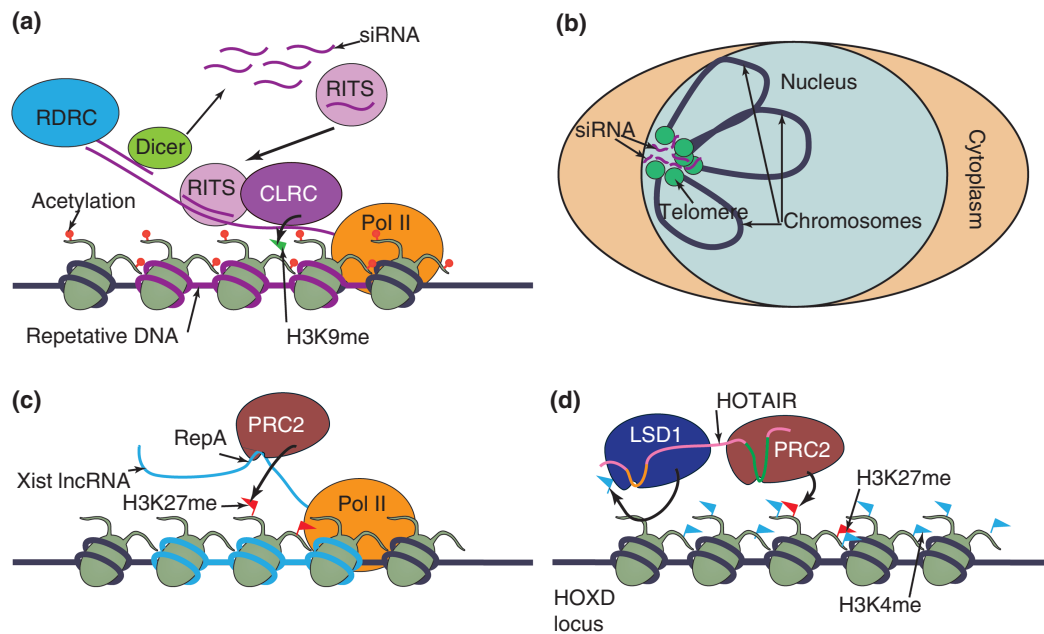 (a)
siRNA
RITS
RDRC
Dicer
RITS
CLRC
Acetylation
Pol II
Repetative DNA
H3K9me
(b)
Nucleus
siRNA
Cytoplasm
Telomere
Chromosomes
(c)
PRC2
RepA
Xist lncRNA
H3K27me
Pol II
(d)
HOTAIR
LSD1
PRC2
H3K27me
HOXD
locus
H3K4me